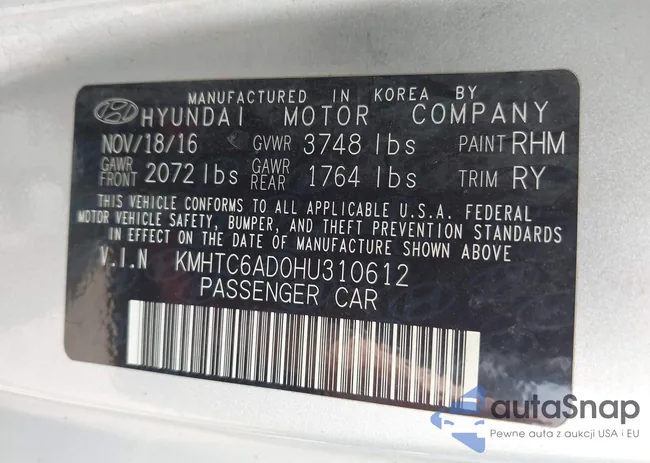 MANUFACTURED IN KOREA BY
HYUNDAI MOTOR COMPANY
NOV/18/16 GVWR 3748 lbs PAINT RHM
GAWR FRONT 2072 lbs GAWR REAR 1764 lbs TRIM RY
THIS VEHICLE CONFORMS TO ALL APPLICABLE U.S.A. FEDERAL
MOTOR VEHICLE SAFETY, BUMPER, AND THEFT PREVENTION STANDARDS
IN EFFECT ON THE DATE OF MANUFACTURE SHOWN ABOVE
V.I.N KMHTC6AD0HU310612
PASSENGER CAR
autaSnap
Pewne auta z aukcji USA i EU